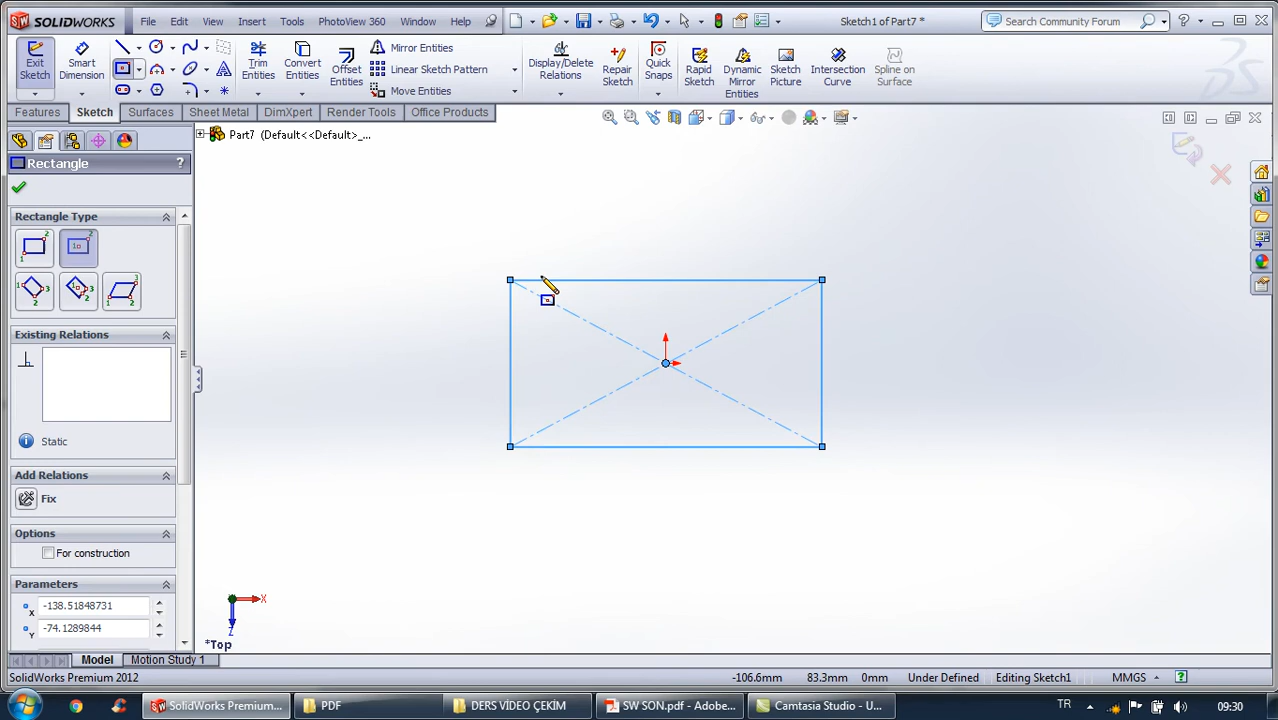 SOLIDWORKS File Edit View Insert Tools PhotoView 360 Window Help Sketch1 of Part7 * Search Community Forum
Exit Sketch
Smart Dimension
Trim Entities
Convert Entities
Offset Entities
Mirror Entities
Linear Sketch Pattern
Move Entities
Display/Delete Relations
Repair Sketch
Quick Snaps
Rapid Sketch
Dynamic Mirror Entities
Sketch Picture
Intersection Curve
Spline on Surface
Features Sketch Surfaces Sheet Metal DimXpert Render Tools Office Products
Part7 (Default<<Default>_...
Rectangle ?
Rectangle Type
Existing Relations
Static
Add Relations
Fix
Options
For construction
Parameters
-138.51848731
-74.1289844
X
Z
*Top
Model Motion Study 1
SolidWorks Premium 2012 -106.6mm 83.3mm 0mm Under Defined Editing Sketch1 MMGS
SolidWorks Premium... PDF DERS VİDEO ÇEKİM SW SON.pdf - Adobe... Camtasia Studio - U... TR 09:30